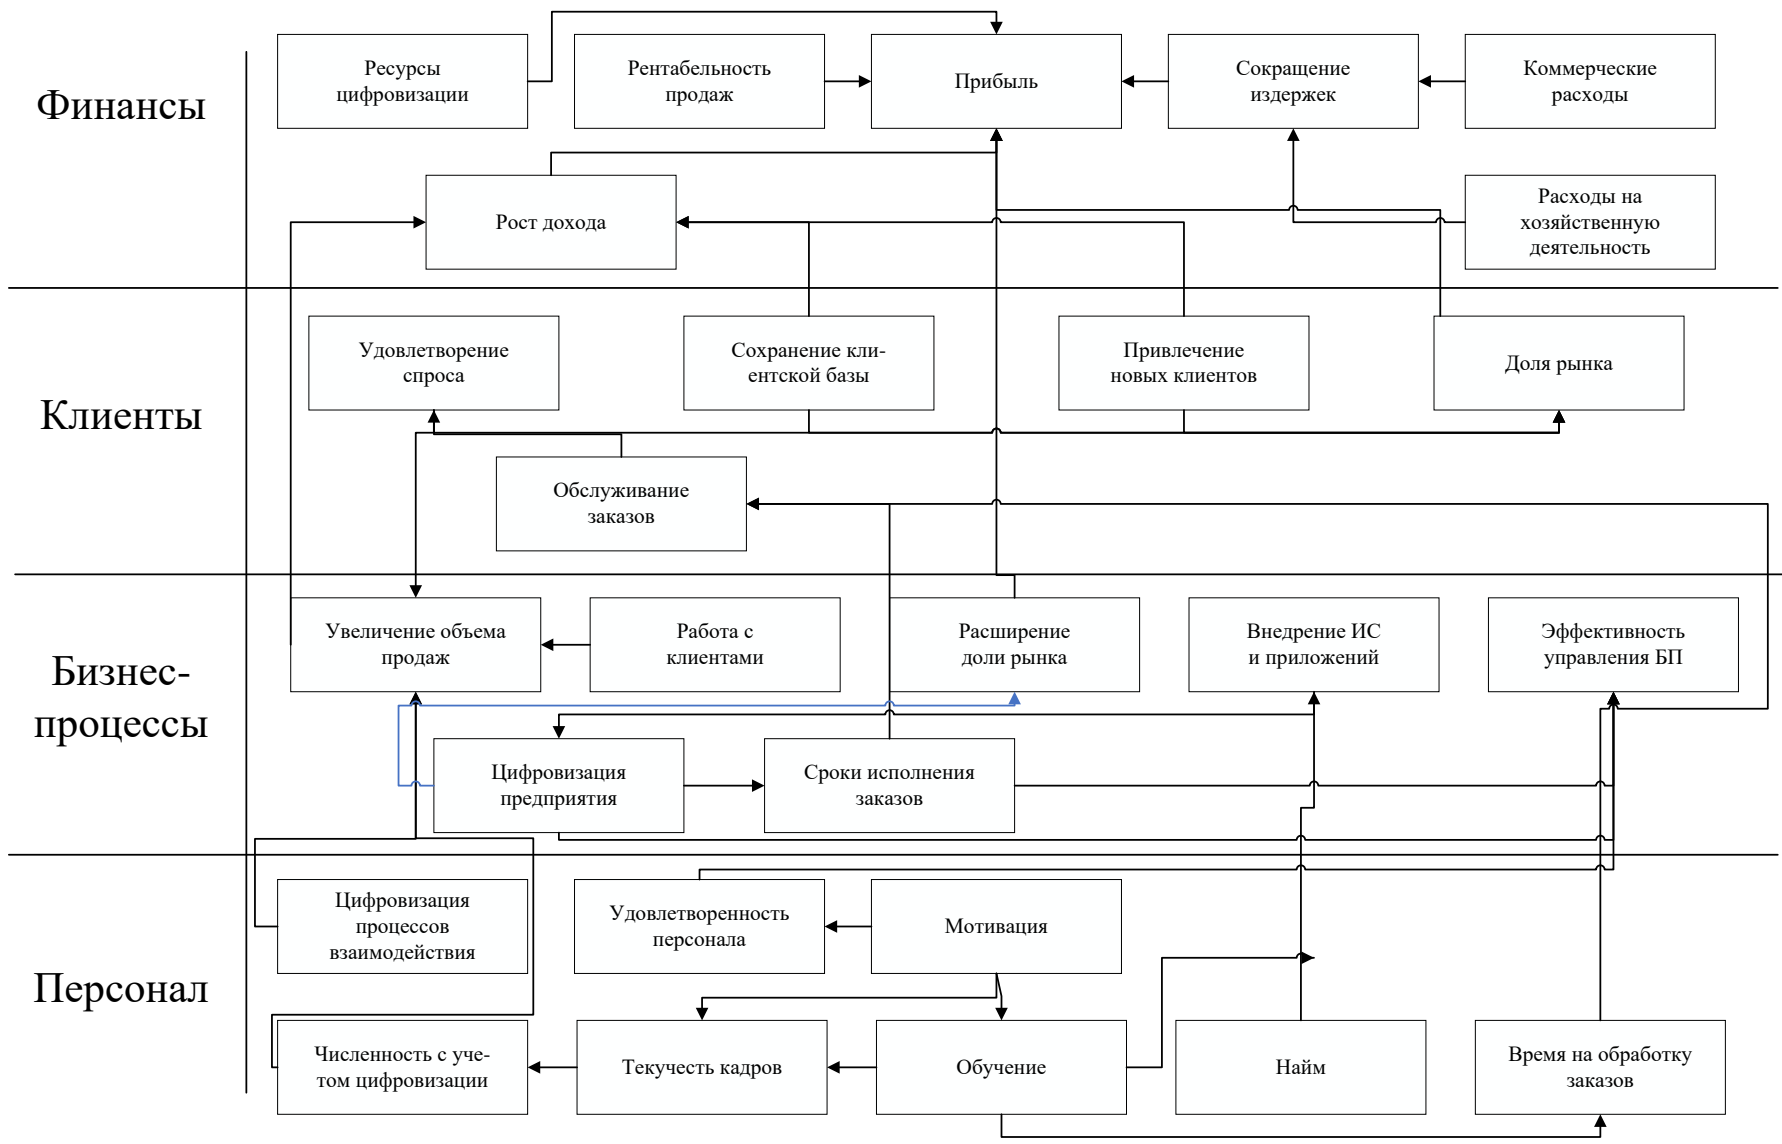 Финансы
Ресурсы
цифровизации
Рентабельность
продаж
Прибыль
Сокращение
издержек
Коммерческие
расходы
Рост дохода
Расходы на
хозяйственную
деятельность
Клиенты
Удовлетворение
спроса
Сохранение кли-
ентской базы
Привлечение
новых клиентов
Доля рынка
Обслуживание
заказов
Бизнес-
процессы
Увеличение объема
продаж
Работа с
клиентами
Расширение
доли рынка
Внедрение ИС
и приложений
Эффективность
управления БП
Цифровизация
предприятия
Сроки исполнения
заказов
Персонал
Цифровизация
процессов
взаимодействия
Удовлетворенность
персонала
Мотивация
Численность с уче-
том цифровизации
Текучесть кадров
Обучение
Найм
Время на обработку
заказов